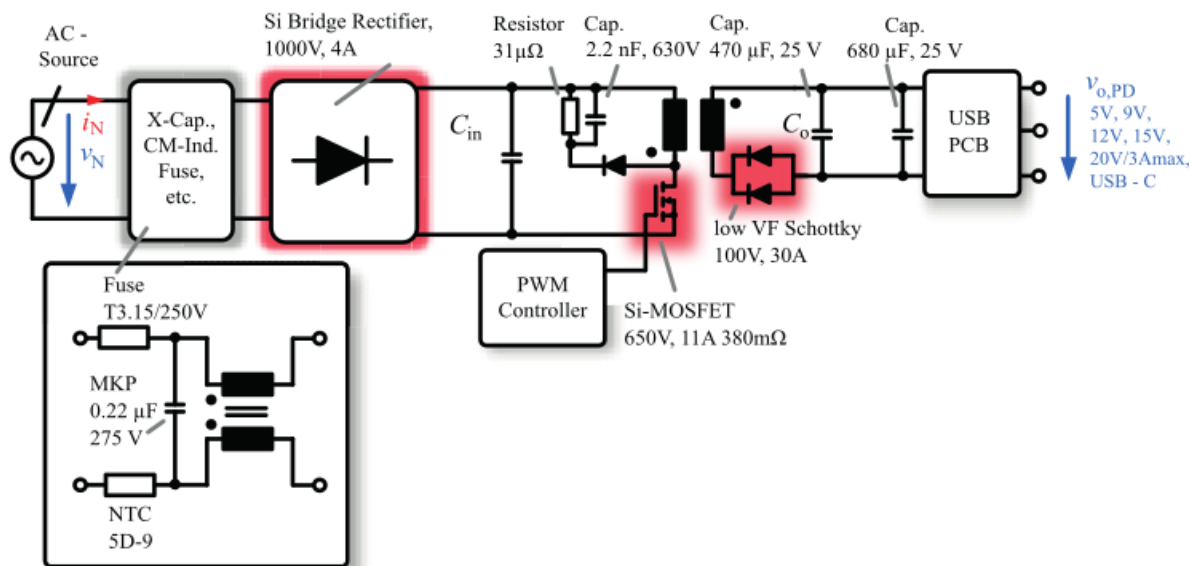 AC -
Source
i_N
v_N
X-Cap.,
CM-Ind.
Fuse,
etc.
Si Bridge Rectifier,
1000V, 4A
C_in
Resistor
31µΩ
Cap.
2.2 nF, 630V
Cap.
470 µF, 25 V
Cap.
680 µF, 25 V
C_o
USB
PCB
v_o,PD
5V, 9V,
12V, 15V,
20V/3Amax,
USB - C
low VF Schottky
100V, 30A
PWM
Controller
Si-MOSFET
650V, 11A 380mΩ
Fuse
T3.15/250V
MKP
0.22 µF
275 V
NTC
5D-9